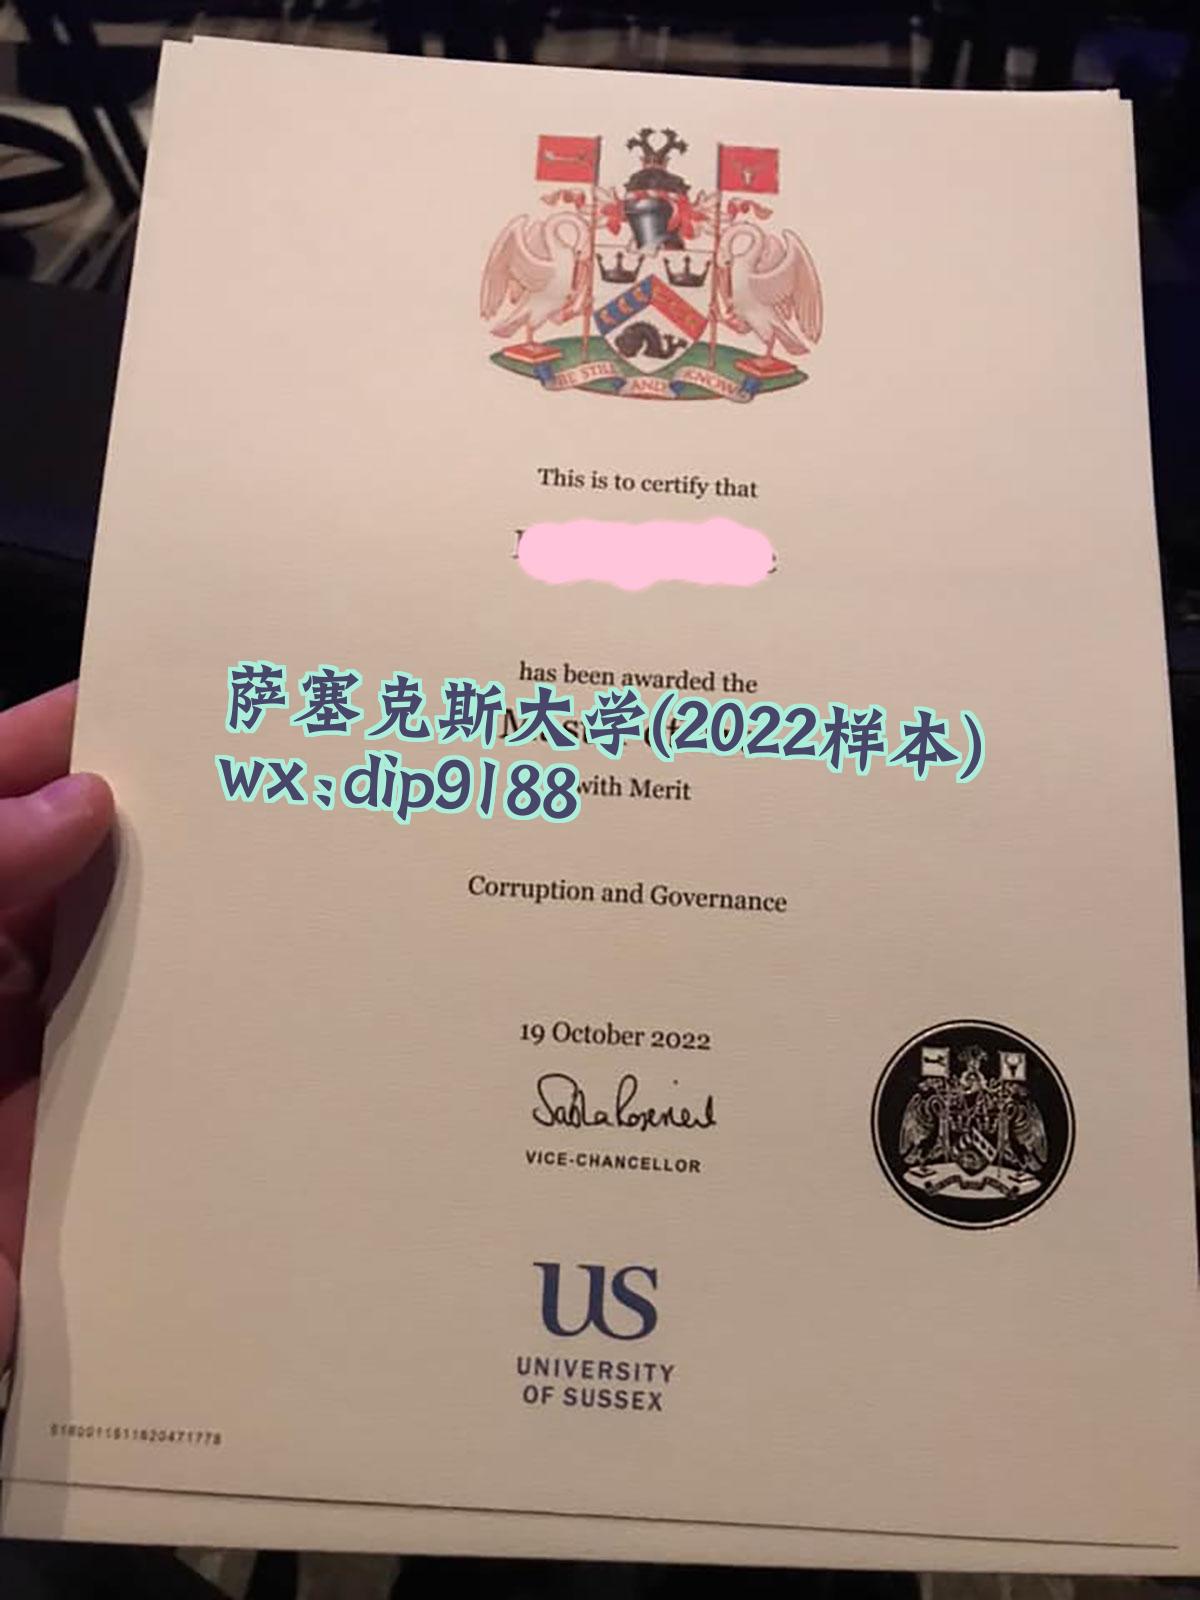 BE STILL AND KNOW
This is to certify that
has been awarded the
萨塞克斯大学(2022样本)
wx:dip9188
with Merit
Corruption and Governance
19 October 2022
VICE-CHANCELLOR
US
UNIVERSITY
OF SUSSEX